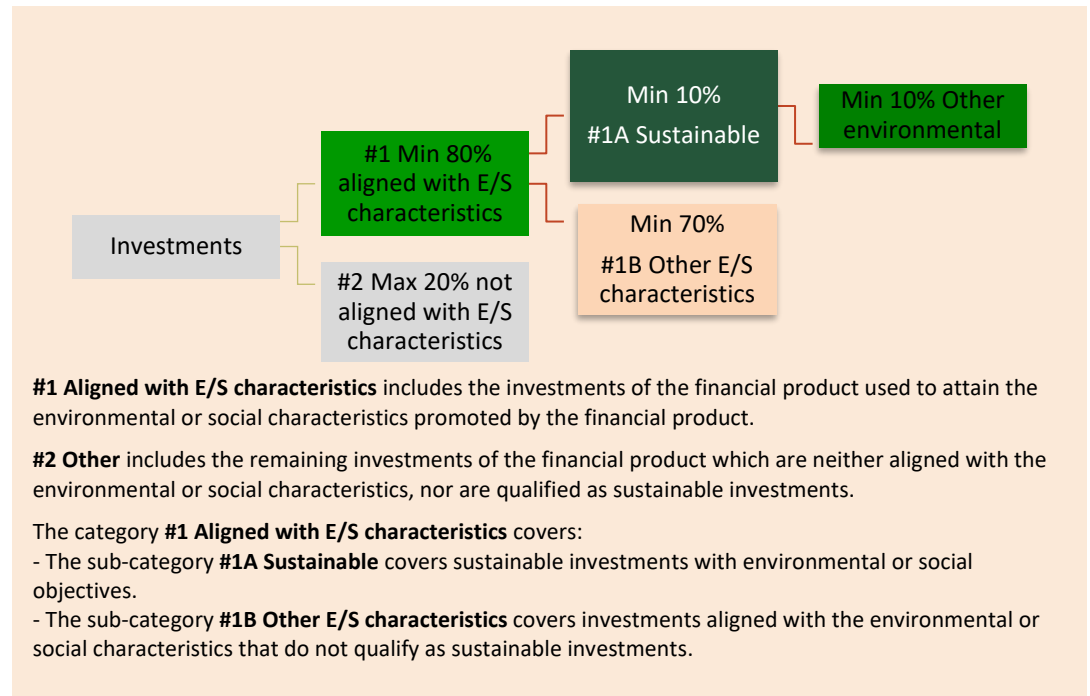 Investments
#1 Min 80%
aligned with E/S
characteristics
#2 Max 20% not
aligned with E/S
characteristics
Min 10%
#1A Sustainable
Min 70%
#1B Other E/S
characteristics
Min 10% Other
environmental
#1 Aligned with E/S characteristics includes the investments of the financial product used to attain the
environmental or social characteristics promoted by the financial product.
#2 Other includes the remaining investments of the financial product which are neither aligned with the
environmental or social characteristics, nor are qualified as sustainable investments.
The category #1 Aligned with E/S characteristics covers:
- The sub-category #1A Sustainable covers sustainable investments with environmental or social
objectives.
- The sub-category #1B Other E/S characteristics covers investments aligned with the environmental or
social characteristics that do not qualify as sustainable investments.